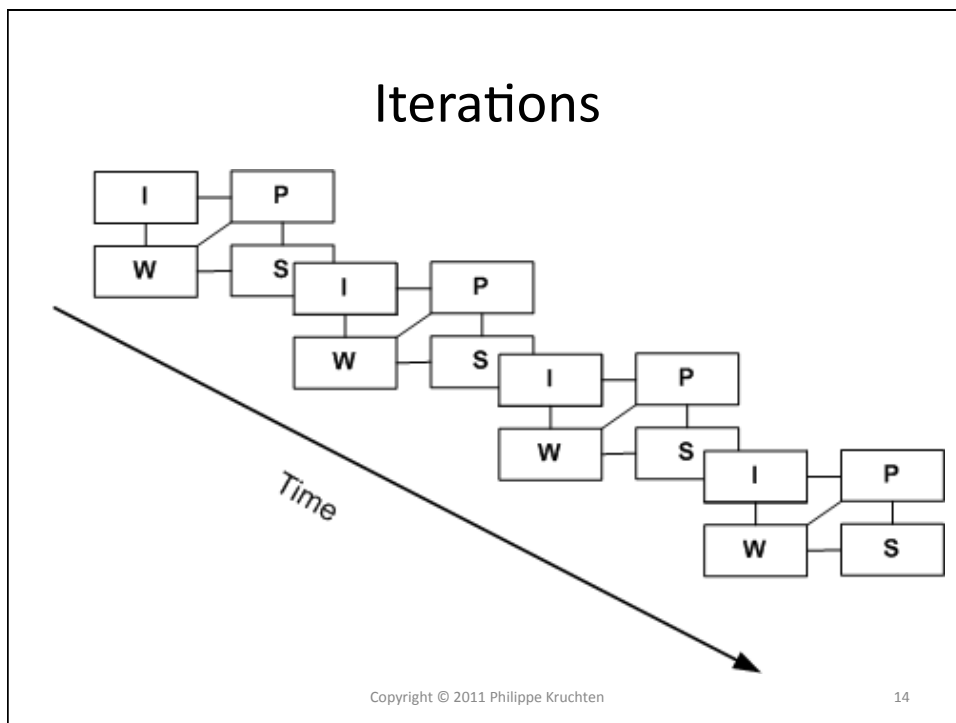 Iterations
I P
W S
I P
W S
I P
W S
I P
W S
Time
Copyright © 2011 Philippe Kruchten 14